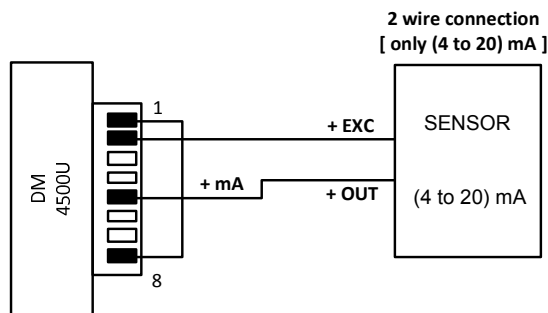 2 wire connection
[ only (4 to 20) mA ]
1
+ EXC
SENSOR
DM
4500U
+ mA
+ OUT
(4 to 20) mA
8